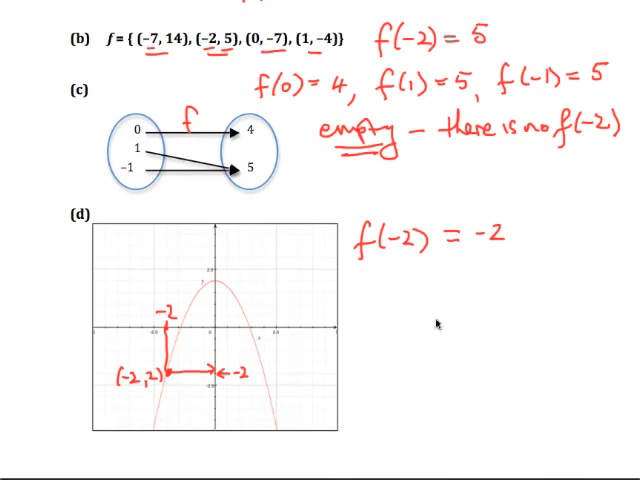 (b) f = { (−7, 14), (−2, 5), (0, −7), (1, −4)} f(-2) = 5
(c) f(0) = 4, f(1) = 5, f(-1) = 5
f
0 4
empty - there is no f(-2)
1
−1 5
(d)
f(-2) = -2
-2
(-2,2) ←-2